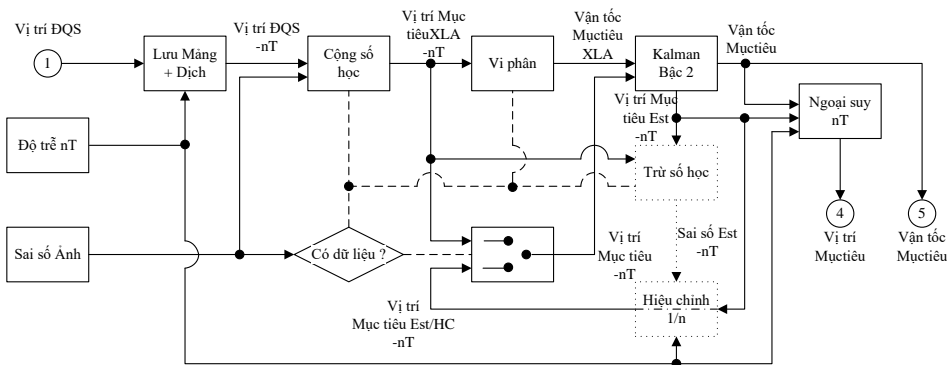 Vị trí ĐQS
1
Lưu Mảng
+ Dịch
Vị trí ĐQS
-nT
Cộng số
học
Vị trí Mục
tiêuXLA
-nT
Vi phân
Vận tốc
Mụctiêu
XLA
Kalman
Bậc 2
Vận tốc
Mụctiêu
Vị trí Mục
tiêu Est
-nT
Ngoại suy
nT
Độ trễ nT
Trừ số học
4
Vị trí
Mụctiêu
5
Vận tốc
Mụctiêu
Sai số Ảnh
Có dữ liệu ?
Vị trí
Mục tiêu
-nT
Sai số Est
-nT
Vị trí
Mục tiêu Est/HC
-nT
Hiệu chỉnh
1/n